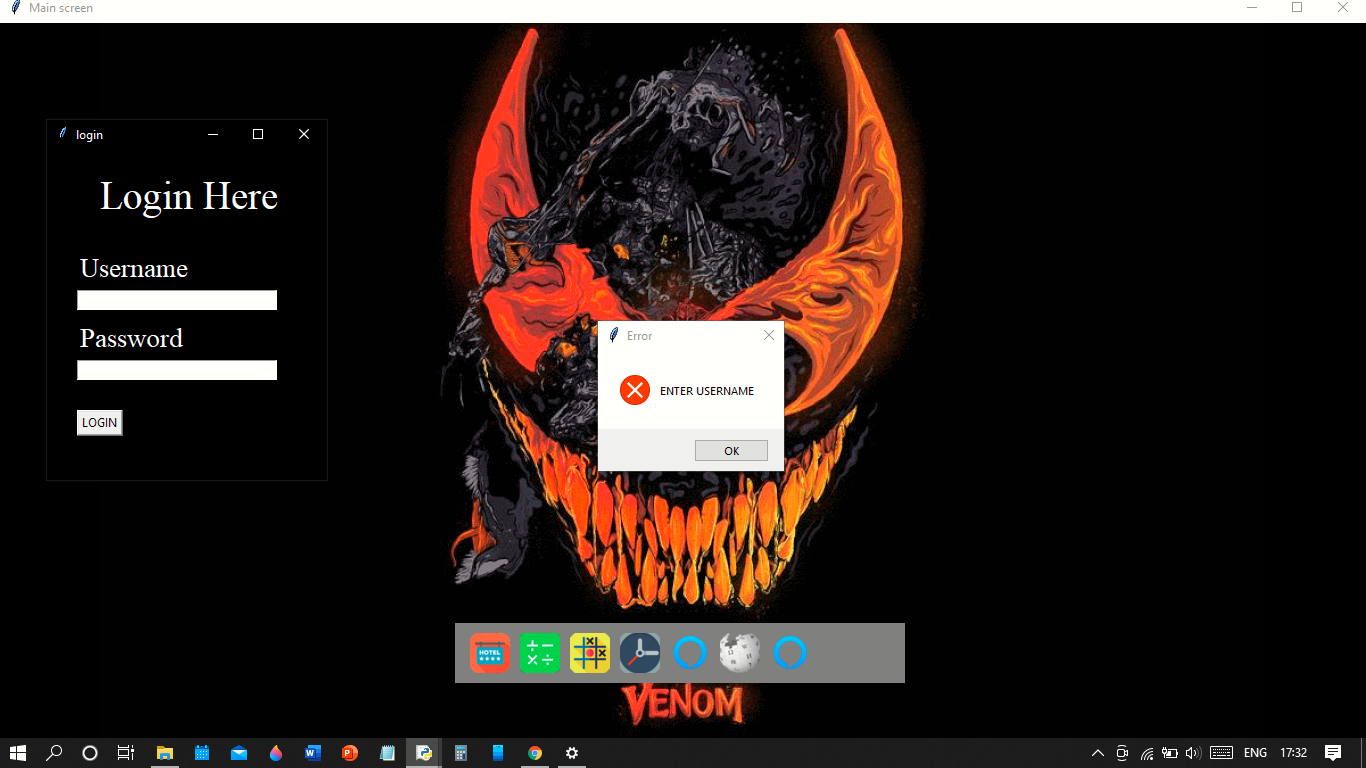 Main screen
login
Login Here
Username
Password
LOGIN
Error
ENTER USERNAME
OK
HOTEL
VENOM
ENG
17:32